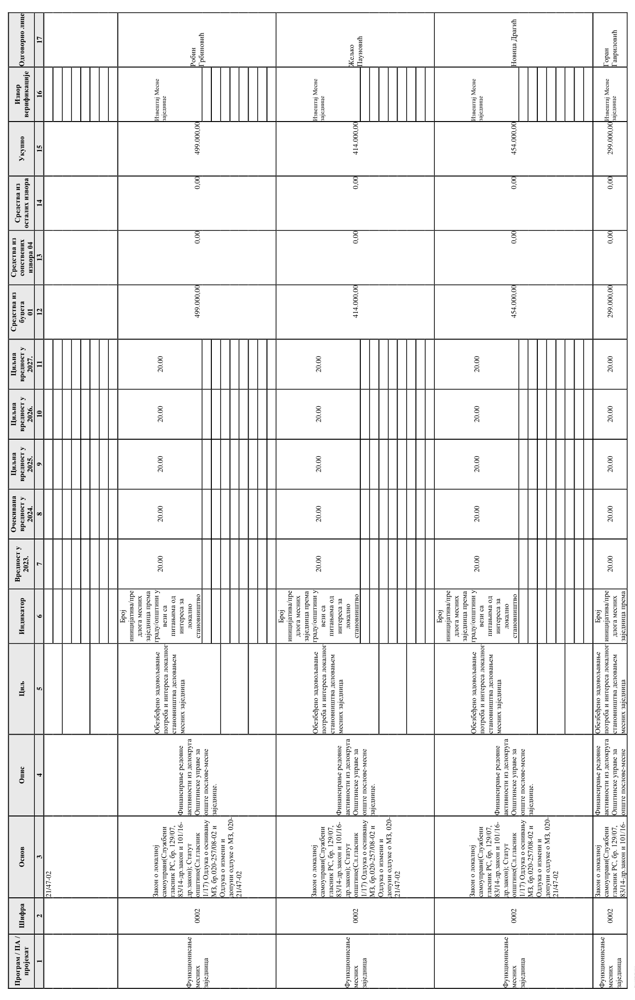 Програм / ПА /
пројекат
Шифра
Основ
Опис
Циљ
Индикатор
Вредност у
2023.
Очекивана
вредност у
2024.
Циљна
вредност у
2025.
Циљна
вредност у
2026.
Циљна
вредност у
2027.
Средства из
буџета
01
Средства из
сопствених
извора 04
Средства из
осталих извора
Укупно
Извор
верификације
Одговорно лице
1
2
3
4
5
6
7
8
9
10
11
12
13
14
15
16
17
21/47-02
Функционисање
месних
заједница
0002
Закон о локалној
самоуправи(Службени
гласник РС, бр. 129/07,
83/14-др.закон и 101/16-
др.закон); Статут
општине(Сл.гласник
1/17) Одлука о оснивању
МЗ, бр.020-257/08-02 и
Одлука о измени и
допуни одлуке о МЗ, 020-
21/47-02
Финансирање редовне
активности из делокруга
Општинске управе за
опште послове-месне
заједнице.
Обезбеђено задовољавање
потреба и интереса локалног
становништва деловањем
месних заједница
Број
иницијатива/пре
длога месних
заједница према
граду/општини у
вези са
питањима од
интереса за
локално
становништво
20.00
20.00
20.00
20.00
20.00
499.000,00
0,00
0,00
499.000,00
Извештај Месне
заједнице
Робин
Грбиновић
Функционисање
месних
заједница
0002
Закон о локалној
самоуправи(Службени
гласник РС, бр. 129/07,
83/14-др.закон и 101/16-
др.закон); Статут
општине(Сл.гласник
1/17) Одлука о оснивању
МЗ, бр.020-257/08-02 и
Одлука о измени и
допуни одлуке о МЗ, 020-
21/47-02
Финансирање редовне
активности из делокруга
Општинске управе за
опште послове-месне
заједнице.
Обезбеђено задовољавање
потреба и интереса локалног
становништва деловањем
месних заједница
Број
иницијатива/пре
длога месних
заједница према
граду/општини у
вези са
питањима од
интереса за
локално
становништво
20.00
20.00
20.00
20.00
20.00
414.000,00
0,00
0,00
414.000,00
Извештај Месне
заједнице
Жељко
Пауновић
Функционисање
месних
заједница
0002
Закон о локалној
самоуправи(Службени
гласник РС, бр. 129/07,
83/14-др.закон и 101/16-
др.закон); Статут
општине(Сл.гласник
1/17) Одлука о оснивању
МЗ, бр.020-257/08-02 и
Одлука о измени и
допуни одлуке о МЗ, 020-
21/47-02
Финансирање редовне
активности из делокруга
Општинске управе за
опште послове-месне
заједнице.
Обезбеђено задовољавање
потреба и интереса локалног
становништва деловањем
месних заједница
Број
иницијатива/пре
длога месних
заједница према
граду/општини у
вези са
питањима од
интереса за
локално
становништво
20.00
20.00
20.00
20.00
20.00
454.000,00
0,00
0,00
454.000,00
Извештај Месне
заједнице
Новица Драгић
Функционисање
месних
заједница
0002
Закон о локалној
самоуправи(Службени
гласник РС, бр. 129/07,
83/14-др.закон и 101/16-
Финансирање редовне
активности из делокруга
Општинске управе за
опште послове-месне
Обезбеђено задовољавање
потреба и интереса локалног
становништва деловањем
месних заједница
Број
иницијатива/пре
длога месних
заједница према
20.00
20.00
20.00
20.00
20.00
299.000,00
0,00
0,00
299.000,00
Извештај Месне
заједнице
Горан
Гавриловић